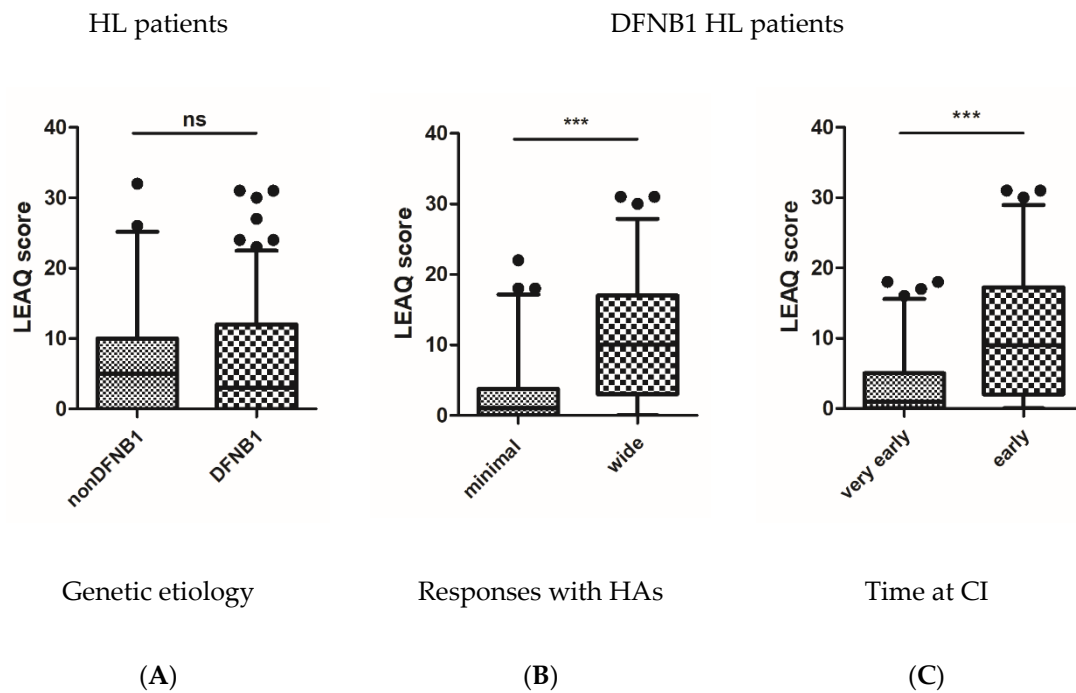 HL patients
DFNB1 HL patients
ns
40
30
20
10
0
LEAQ score
nonDFNB1
DFNB1
***
40
30
20
10
0
LEAQ score
minimal
wide
***
40
30
20
10
0
LEAQ score
very early
early
Genetic etiology
Responses with HAs
Time at CI
(A)
(B)
(C)